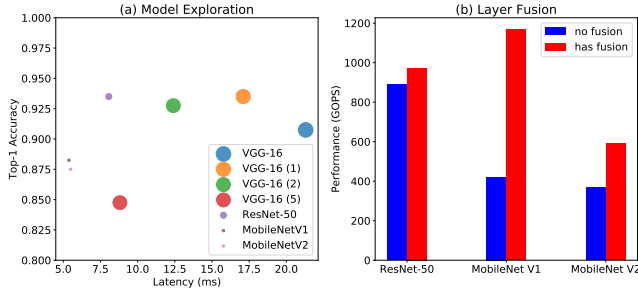 (a) Model Exploration
Top-1 Accuracy
1.000
0.975
0.950
0.925
0.900
0.875
0.850
0.825
0.800
VGG-16
VGG-16 (1)
VGG-16 (2)
VGG-16 (5)
ResNet-50
MobileNetV1
MobileNetV2
5.0 7.5 10.0 12.5 15.0 17.5 20.0
Latency (ms)
(b) Layer Fusion
Performance (GOPS)
1200
1000
800
600
400
200
0
no fusion
has fusion
ResNet-50 MobileNet V1 MobileNet V2